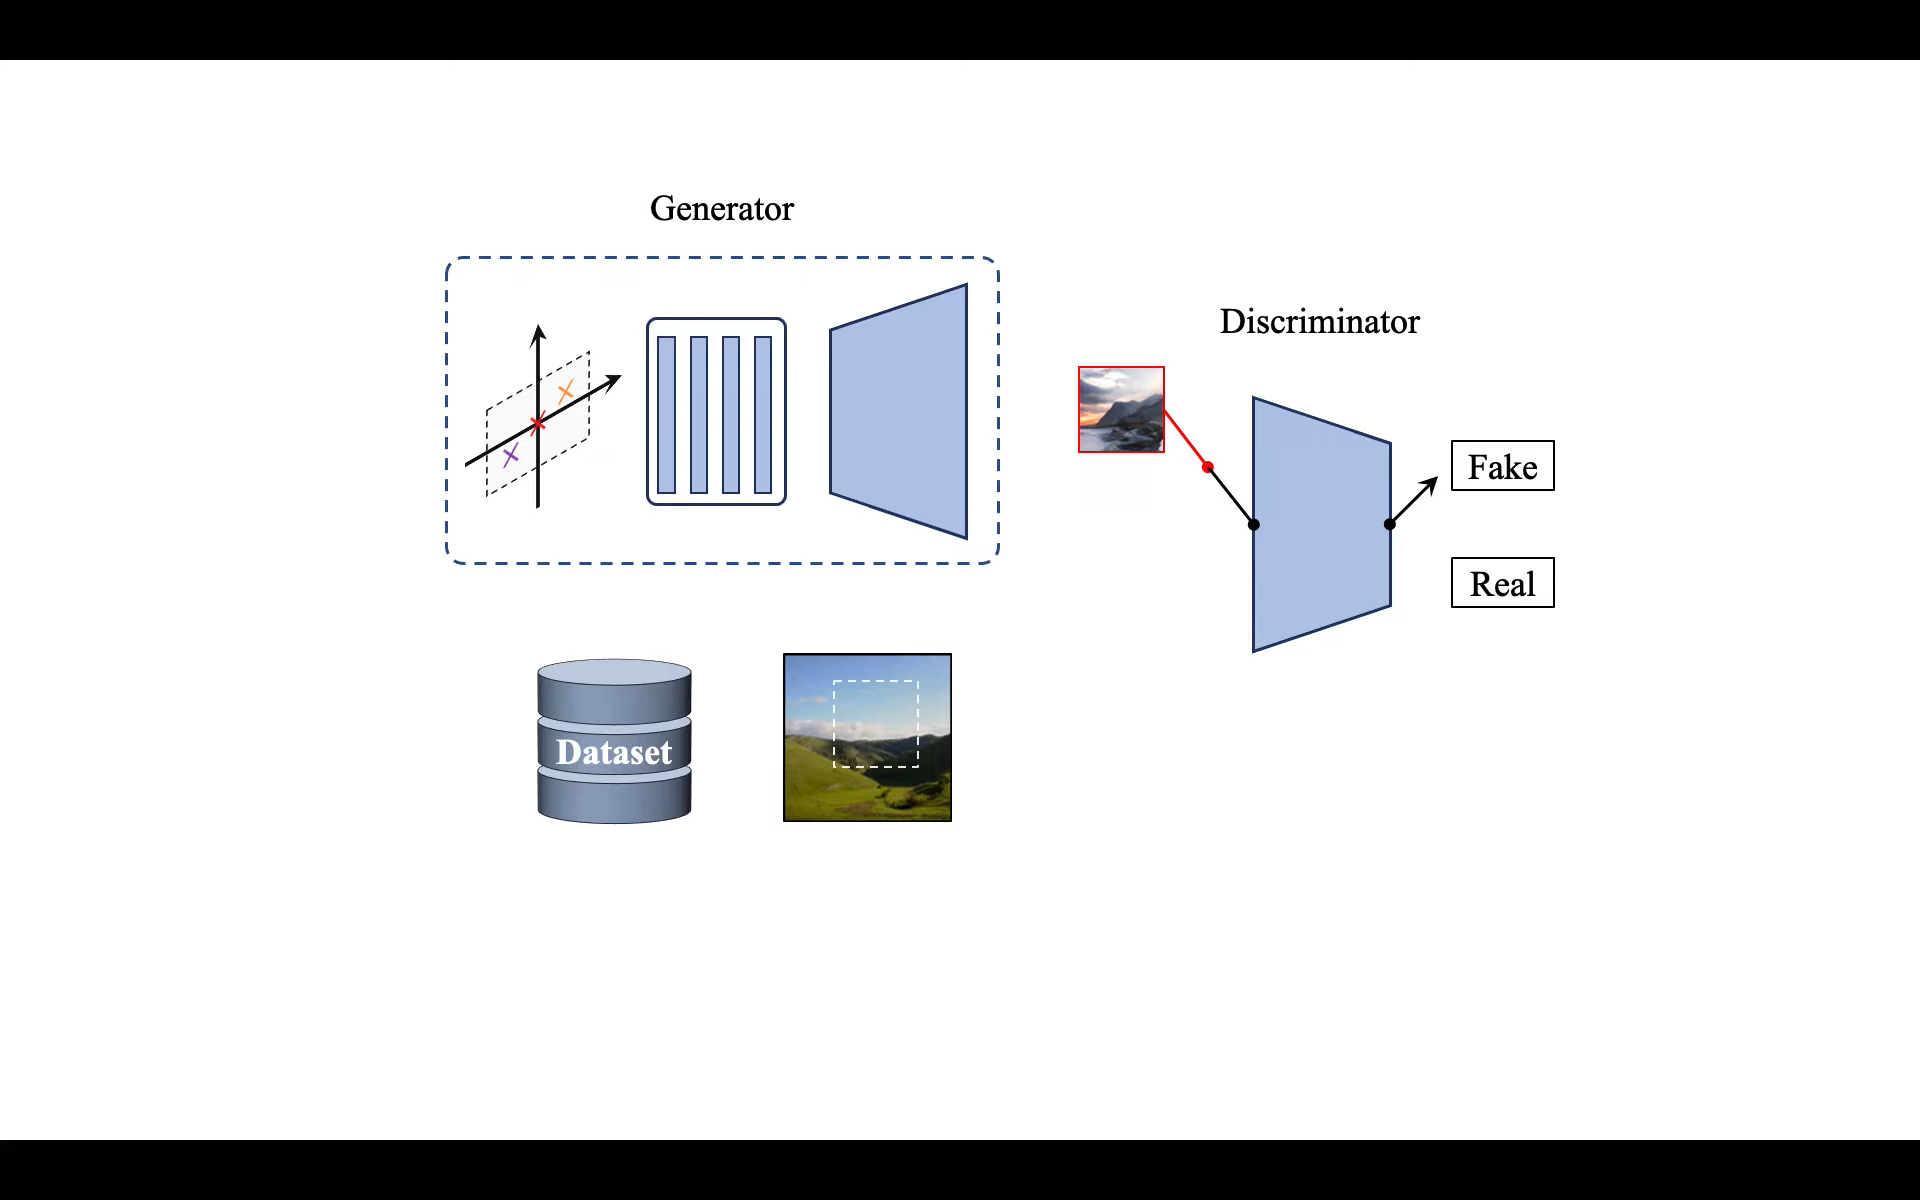 Generator
Discriminator
Fake
Real
Dataset